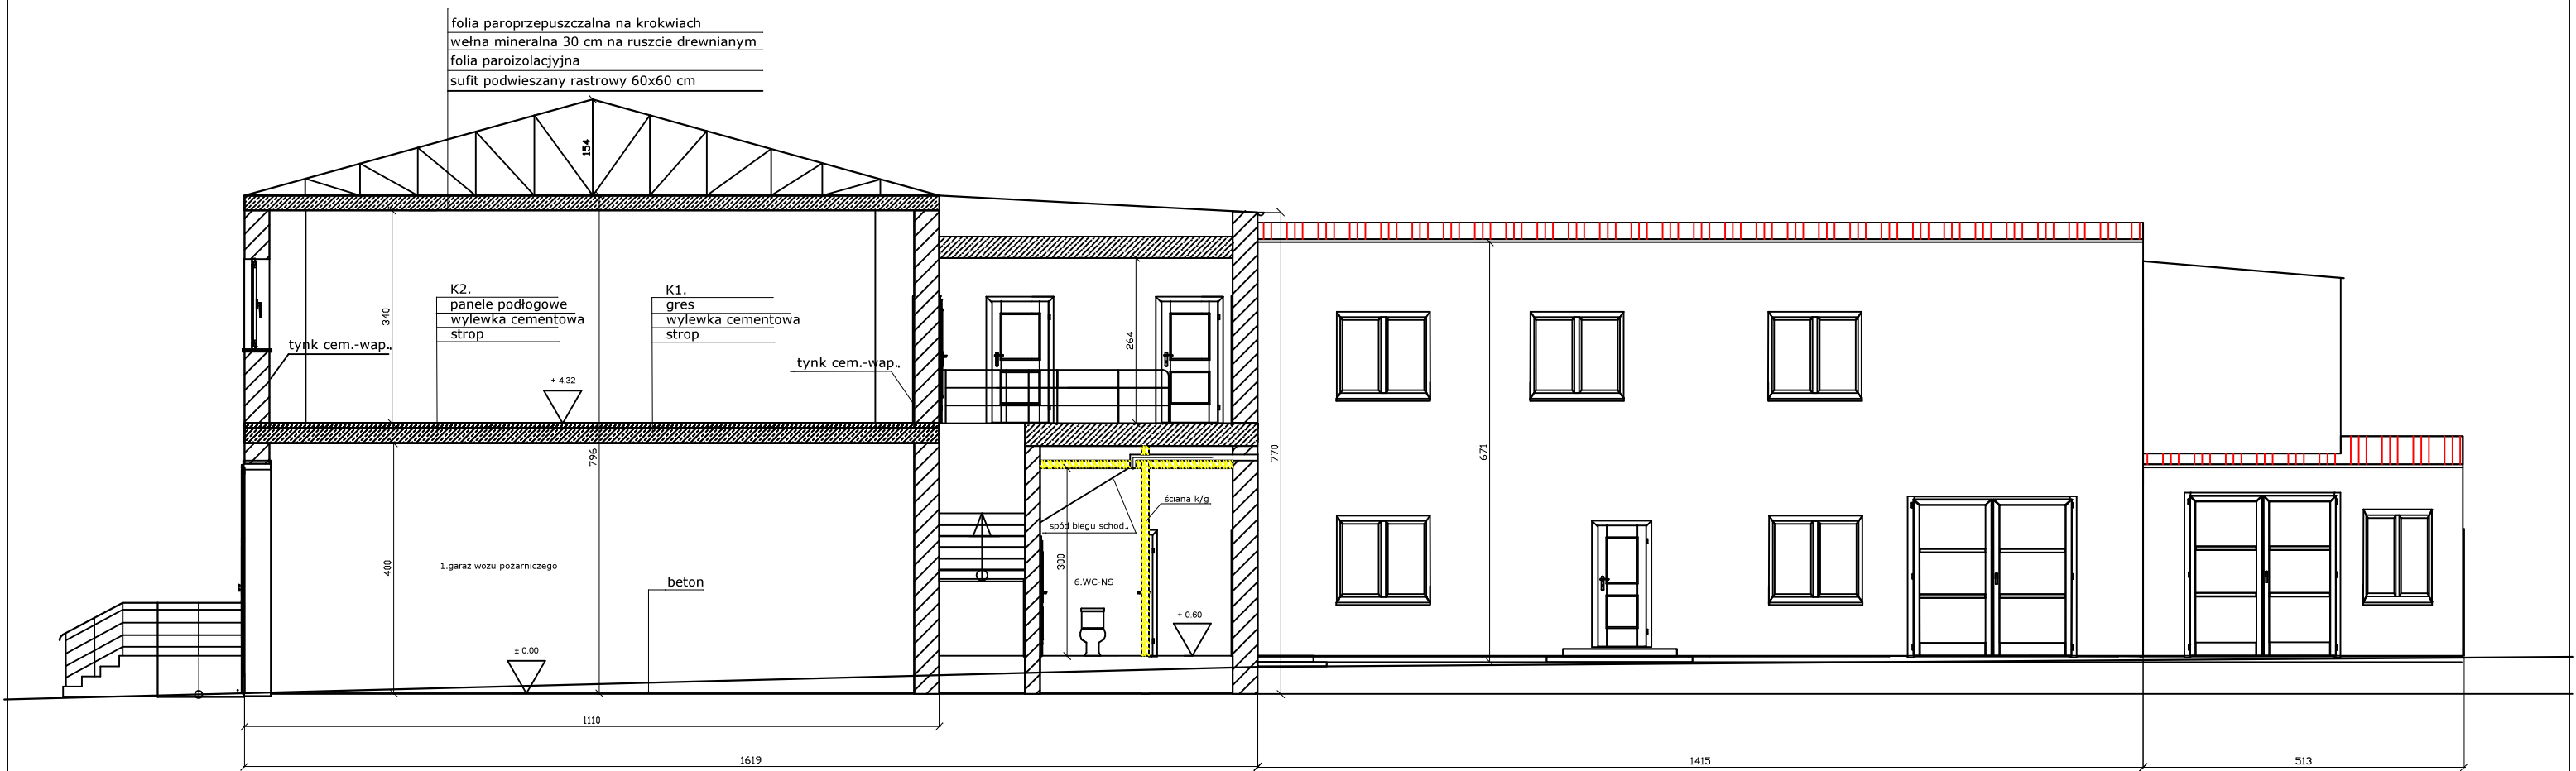 folia paroprzepuszczalna na krokwiach
wełna mineralna 30 cm na ruszcie drewnianym
folia paroizolacjyjna
sufit podwieszany rastrowy 60x60 cm
154
K2.
panele podłogowe
wylewka cementowa
strop
K1.
gres
wylewka cementowa
strop
340
tynk cem.-wap..
tynk cem.-wap..
264
+ 4.32
796
770
671
ściana k/g
spód biegu schod..
300
400
1.garaż wozu pożarniczego
beton
6.WC-NS
+ 0.60
± 0.00
1110
1619
1415
513